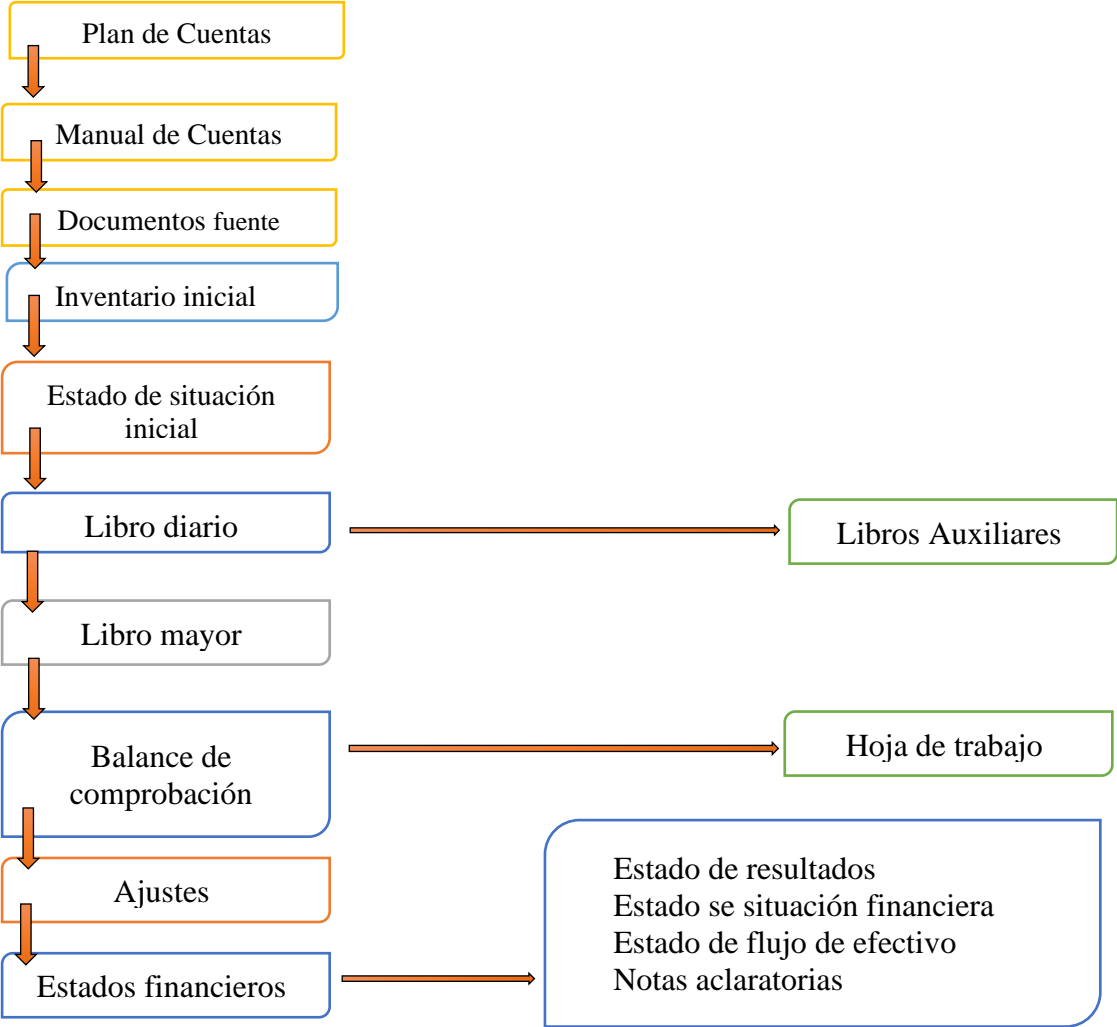 Plan de Cuentas
Manual de Cuentas
Documentos fuente
Inventario inicial
Estado de situación
inicial
Libro diario
Libros Auxiliares
Libro mayor
Balance de
comprobación
Hoja de trabajo
Ajustes
Estados financieros
Estado de resultados
Estado se situación financiera
Estado de flujo de efectivo
Notas aclaratorias